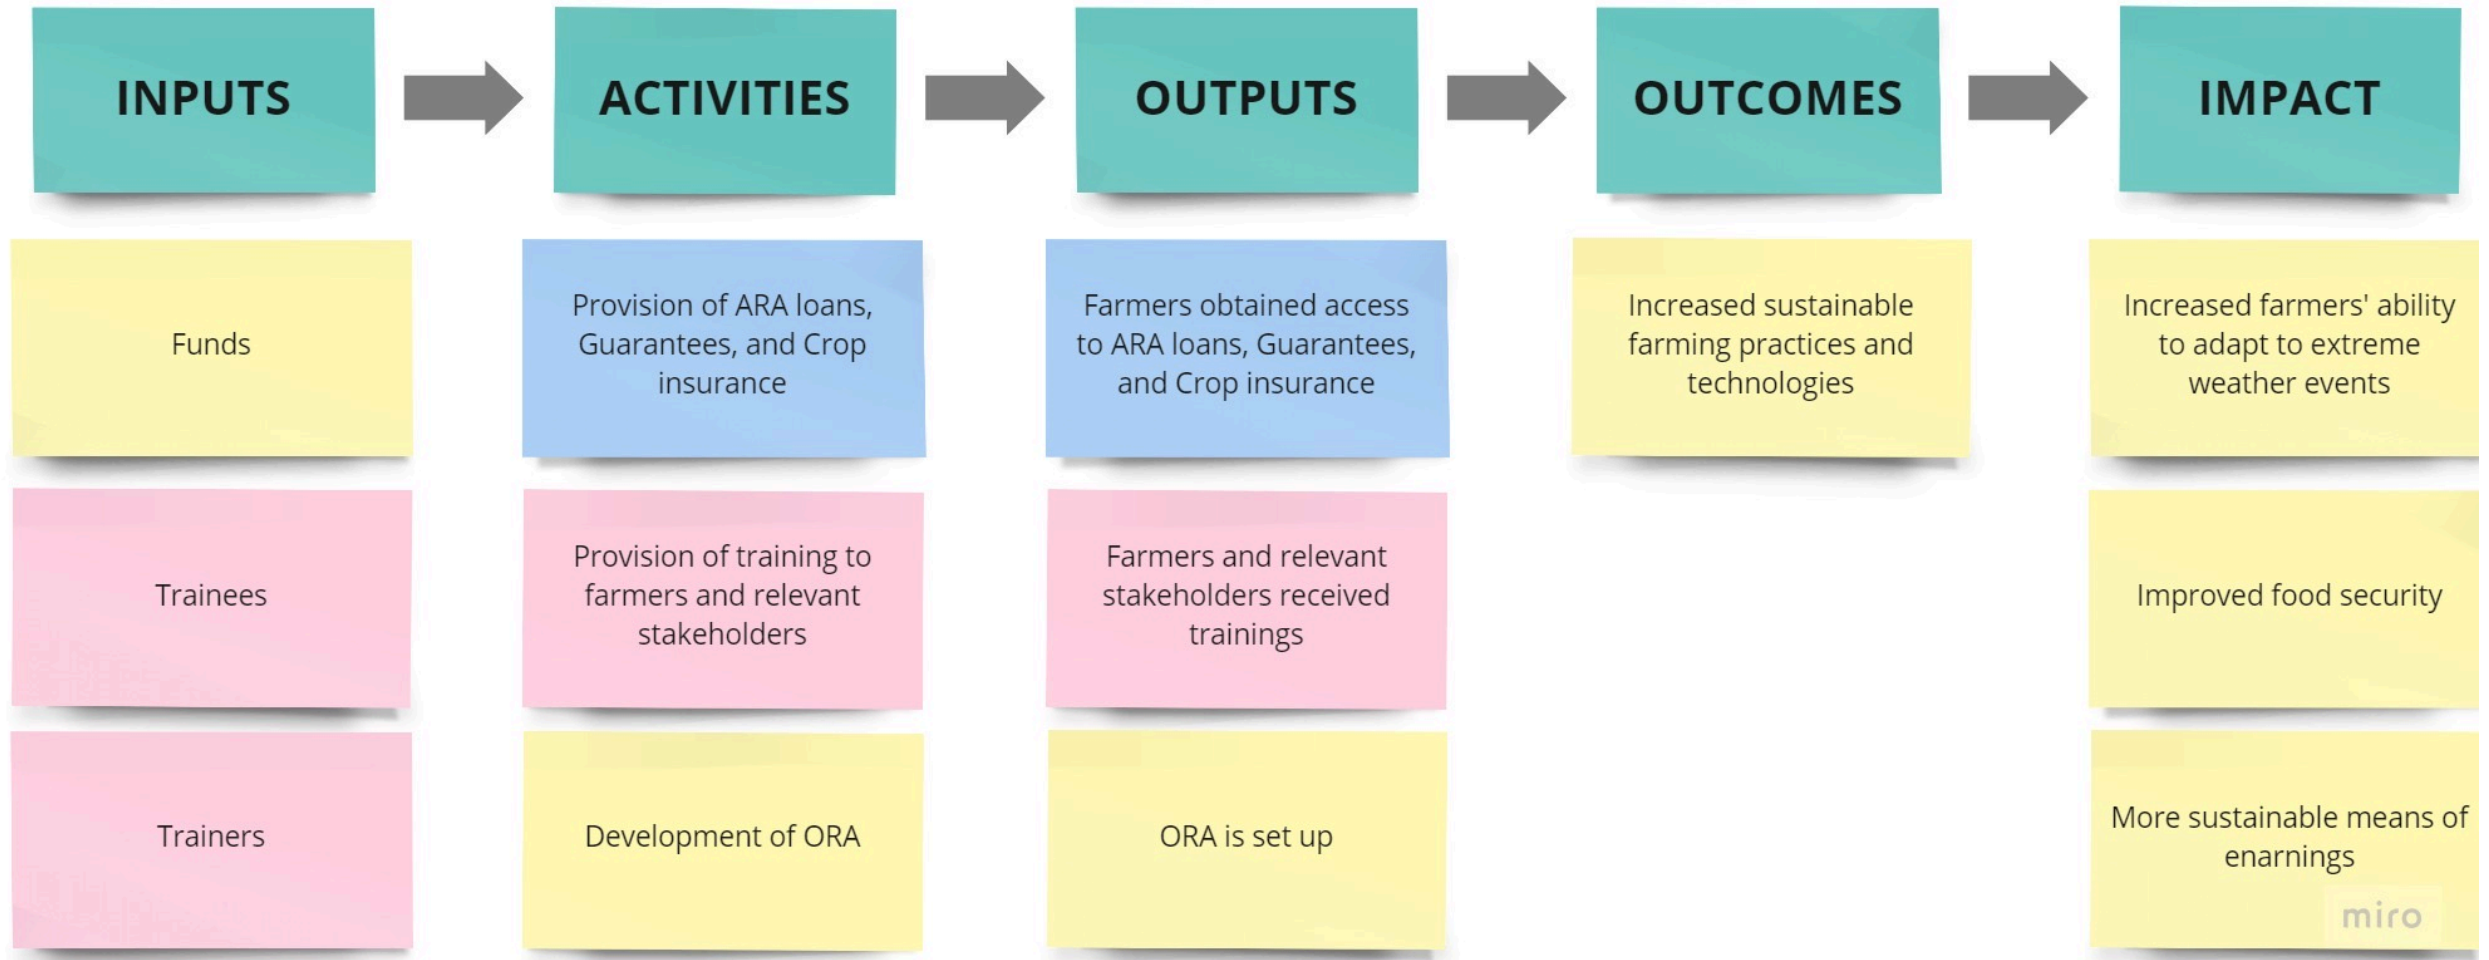 INPUTS
ACTIVITIES
OUTPUTS
OUTCOMES
IMPACT
Funds
Provision of ARA loans,
Guarantees, and Crop
insurance
Farmers obtained access
to ARA loans, Guarantees,
and Crop insurance
Increased sustainable
farming practices and
technologies
Increased farmers' ability
to adapt to extreme
weather events
Trainees
Provision of training to
farmers and relevant
stakeholders
Farmers and relevant
stakeholders received
trainings
Improved food security
Trainers
Development of ORA
ORA is set up
More sustainable means of
enarnings
miro